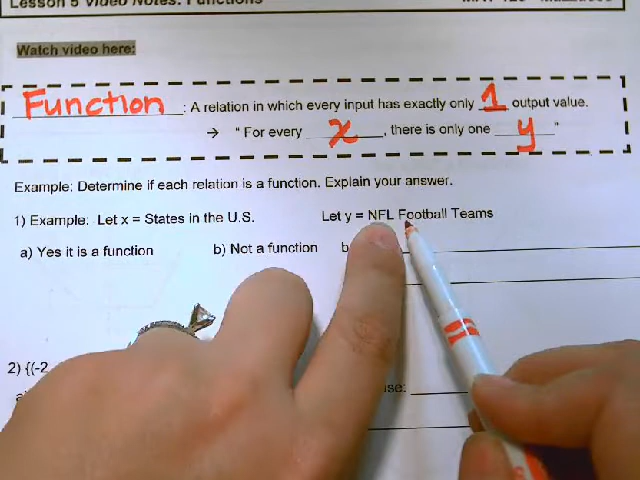 Lesson 5 Video Notes: Functions
Watch video here:
Function : A relation in which every input has exactly only 1 output value.
→ "For every x, there is only one y"
Example: Determine if each relation is a function. Explain your answer.
1) Example: Let x = States in the U.S. Let y = NFL Football Teams
a) Yes it is a function b) Not a function b
2) {(-2
a
se: